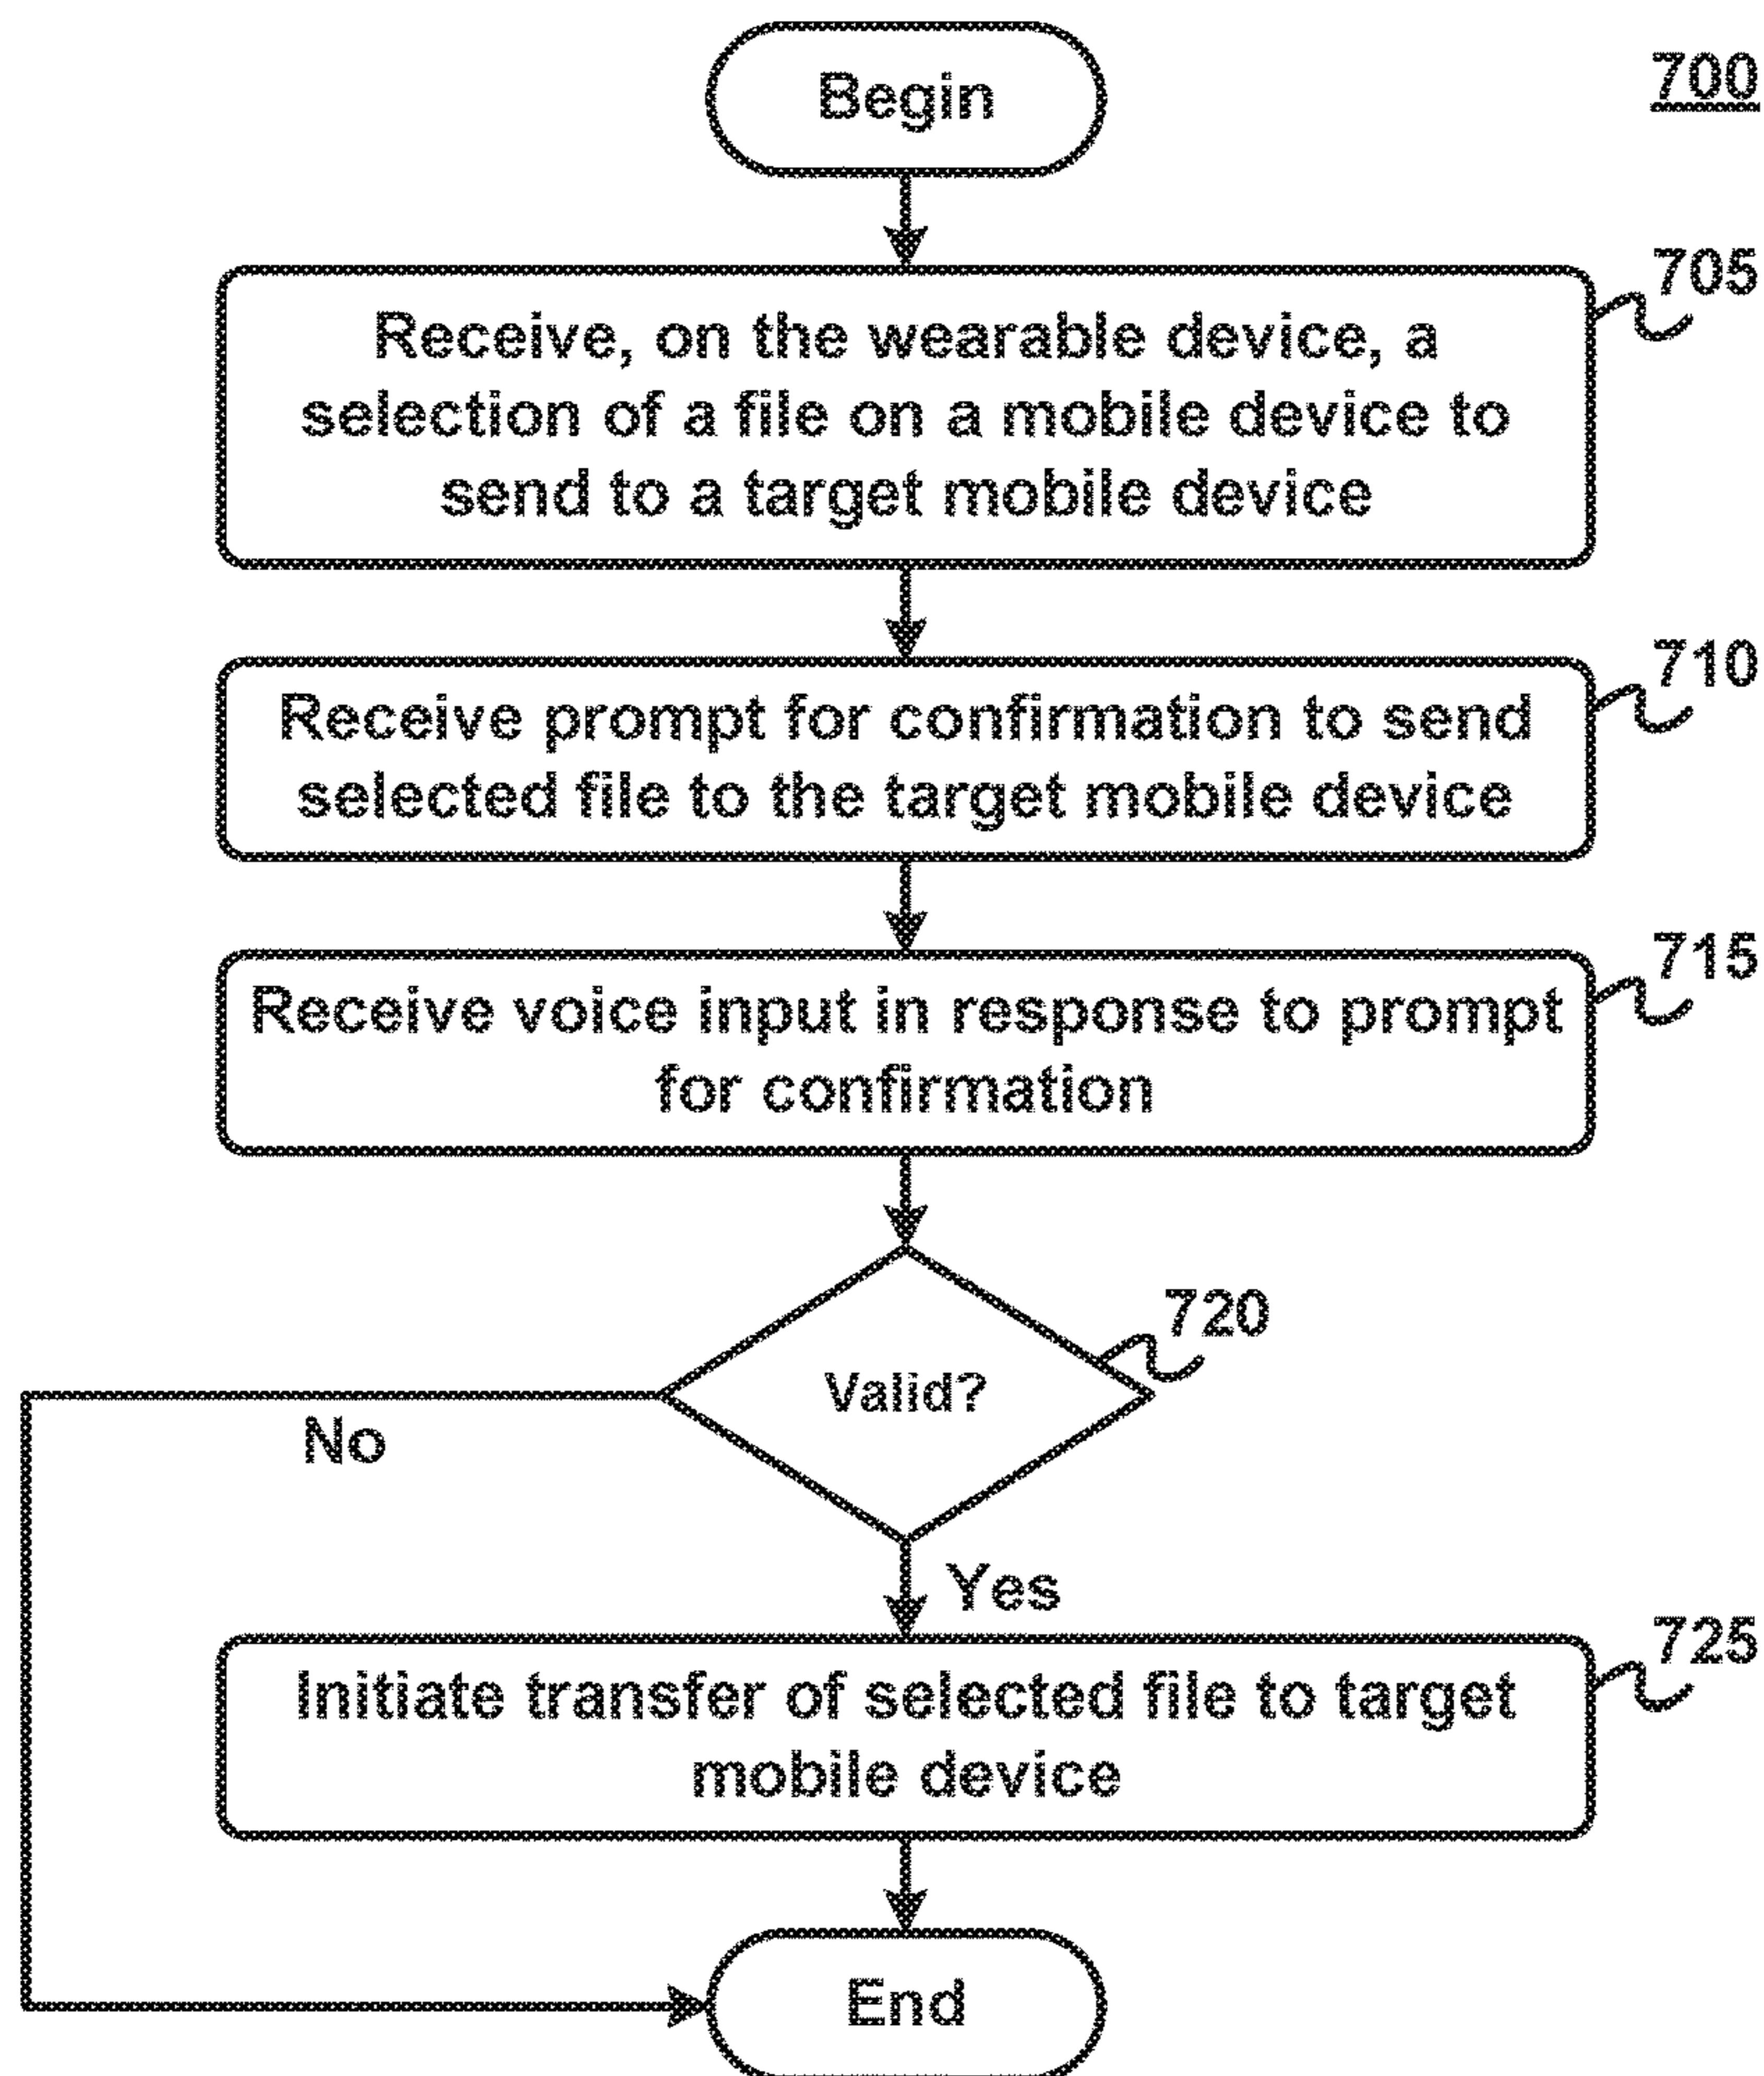 Begin
700
705
Receive, on the wearable device, a
selection of a file on a mobile device to
send to a target mobile device
710
Receive prompt for confirmation to send
selected file to the target mobile device
715
Receive voice input in response to prompt
for confirmation
720
Valid?
No
Yes
725
Initiate transfer of selected file to target
mobile device
End